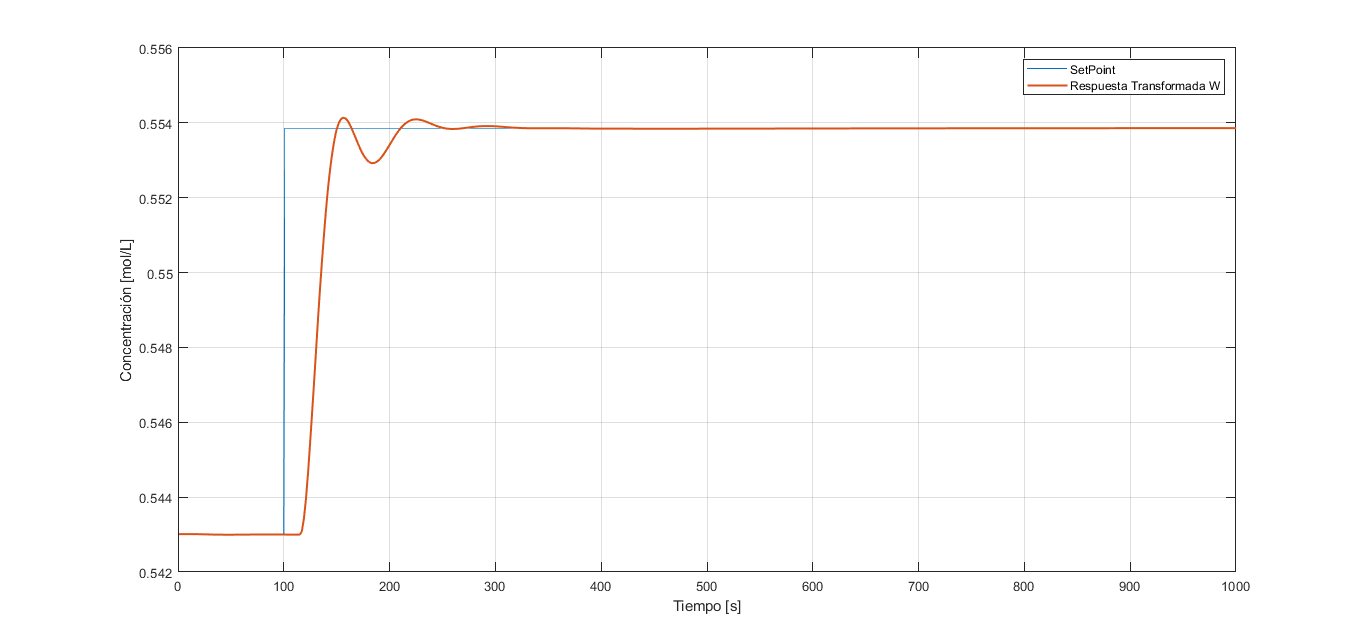 0.556
SetPoint
Respuesta Transformada W
0.554
0.552
0.55
0.548
0.546
0.544
0.542
Concentración [mol/L]
0 100 200 300 400 500 600 700 800 900 1000
Tiempo [s]